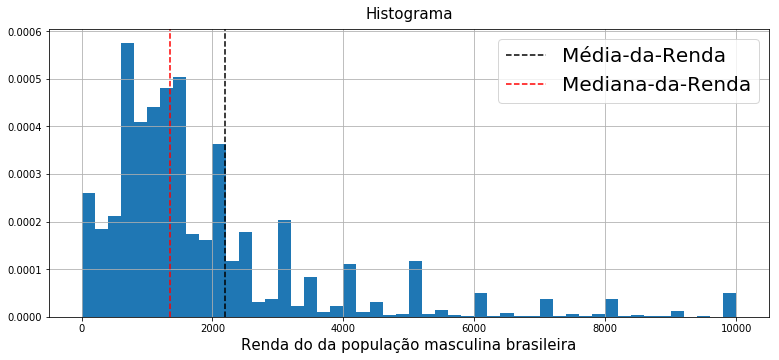 Histograma
0.0006
0.0005
0.0004
0.0003
0.0002
0.0001
0.0000
Média-da-Renda
Mediana-da-Renda
0 2000 4000 6000 8000 10000
Renda do da população masculina brasileira